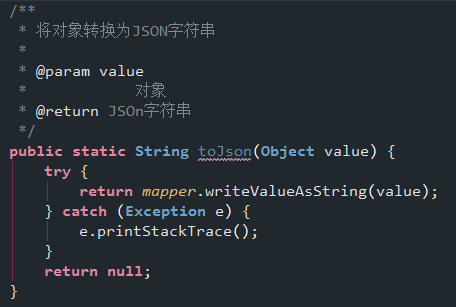 /**
 * 将对象转换为JSON字符串
 *
 * @param value
 *            对象
 * @return JSOn字符串
 */
public static String toJson(Object value) {
    try {
        return mapper.writeValueAsString(value);
    } catch (Exception e) {
        e.printStackTrace();
    }
    return null;
}